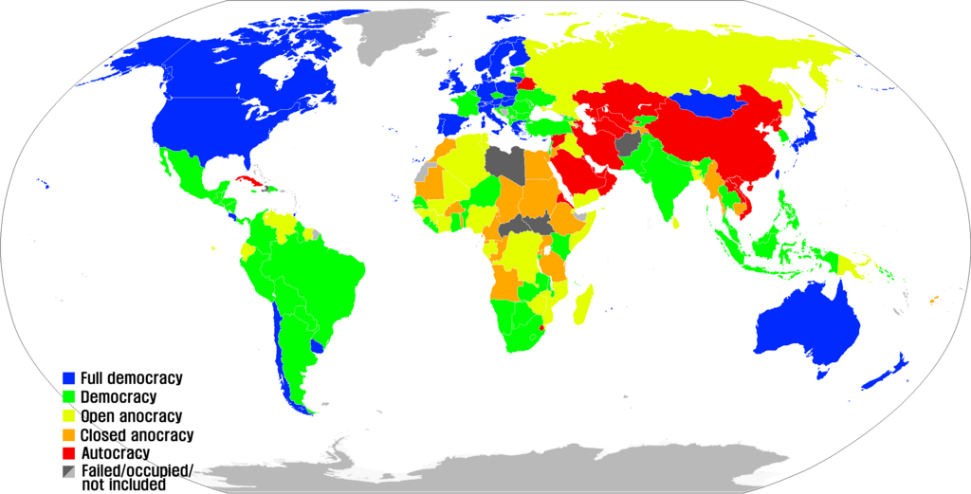 Full democracy
Democracy
Open anocracy
Closed anocracy
Autocracy
Failed/occupied/
not included